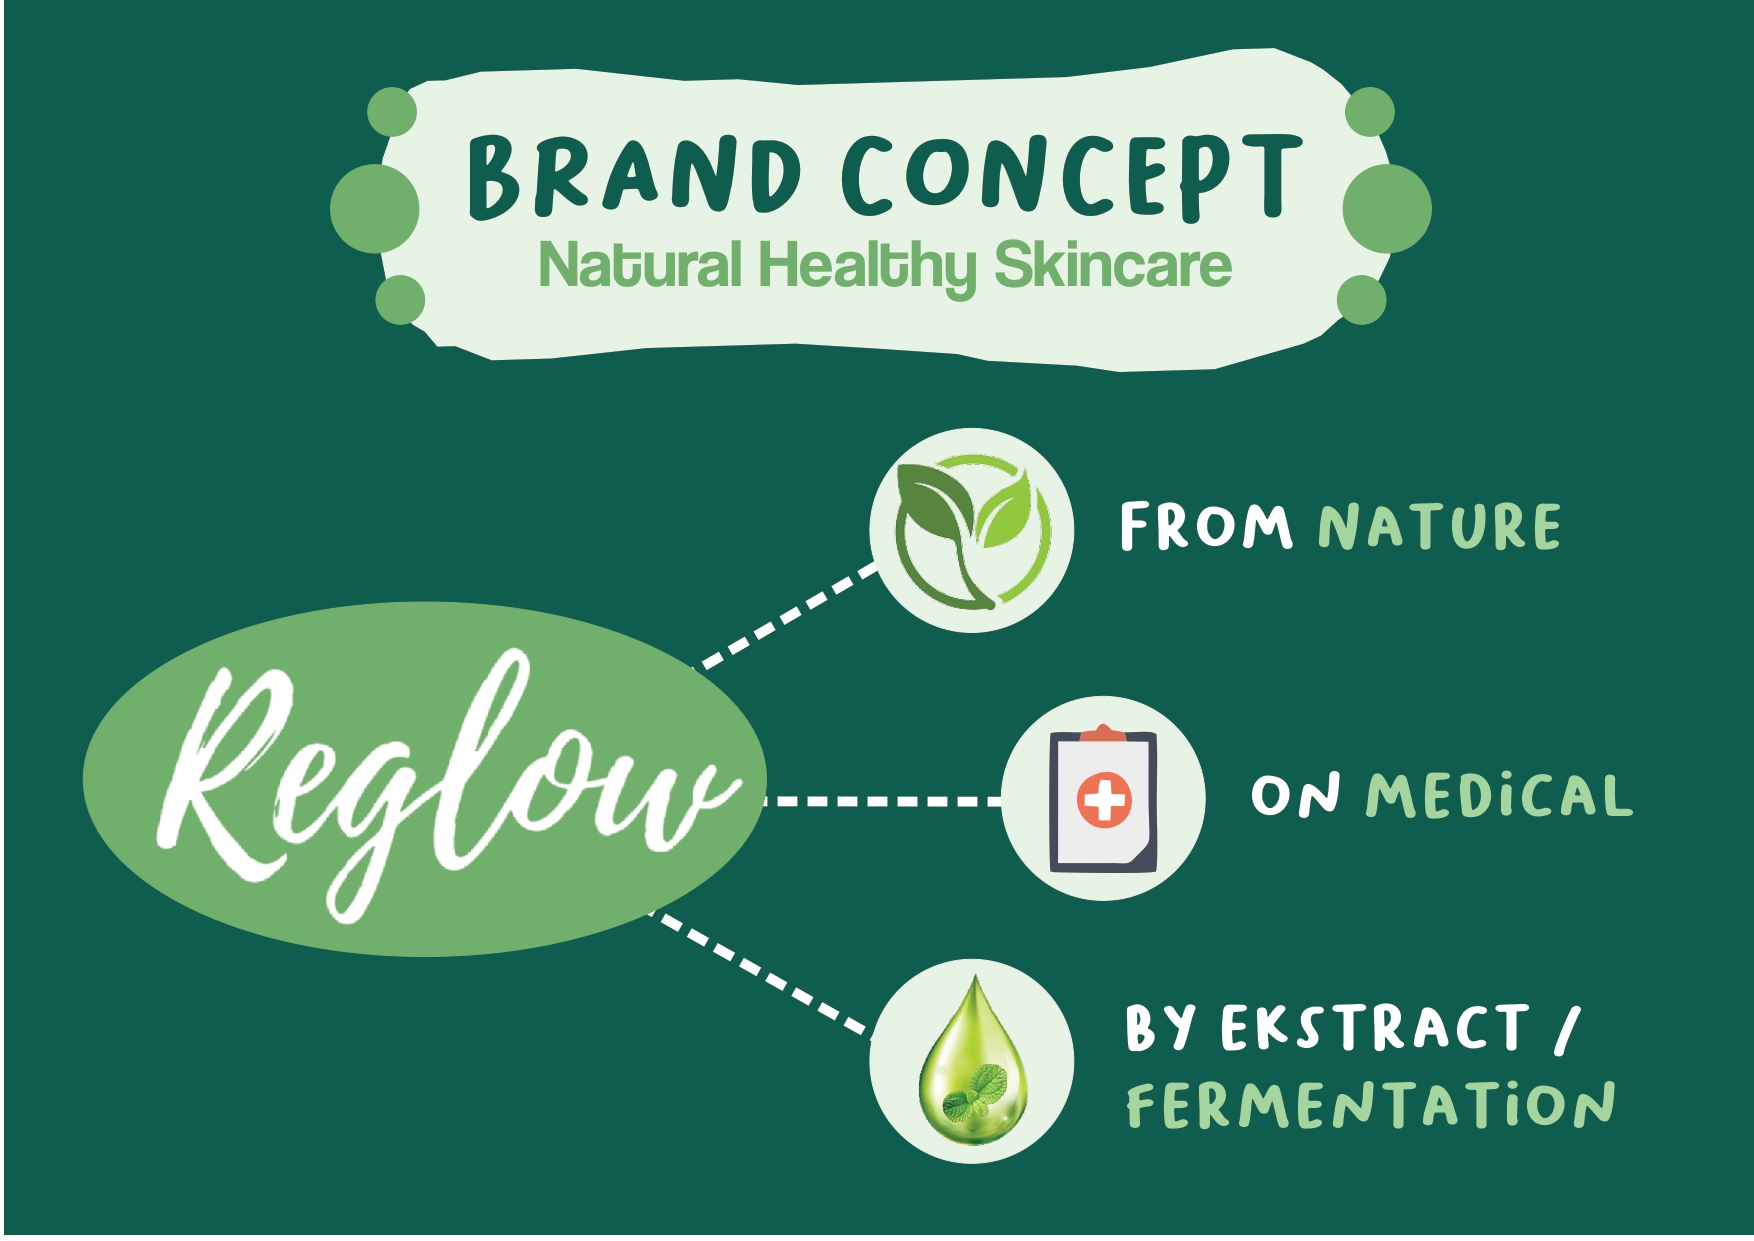 BRAND CONCEPT
Natural Healthy Skincare
FROM NATURE
Reglow
ON MEDiCAL
BY EKSTRACT /
FERMENTATiON